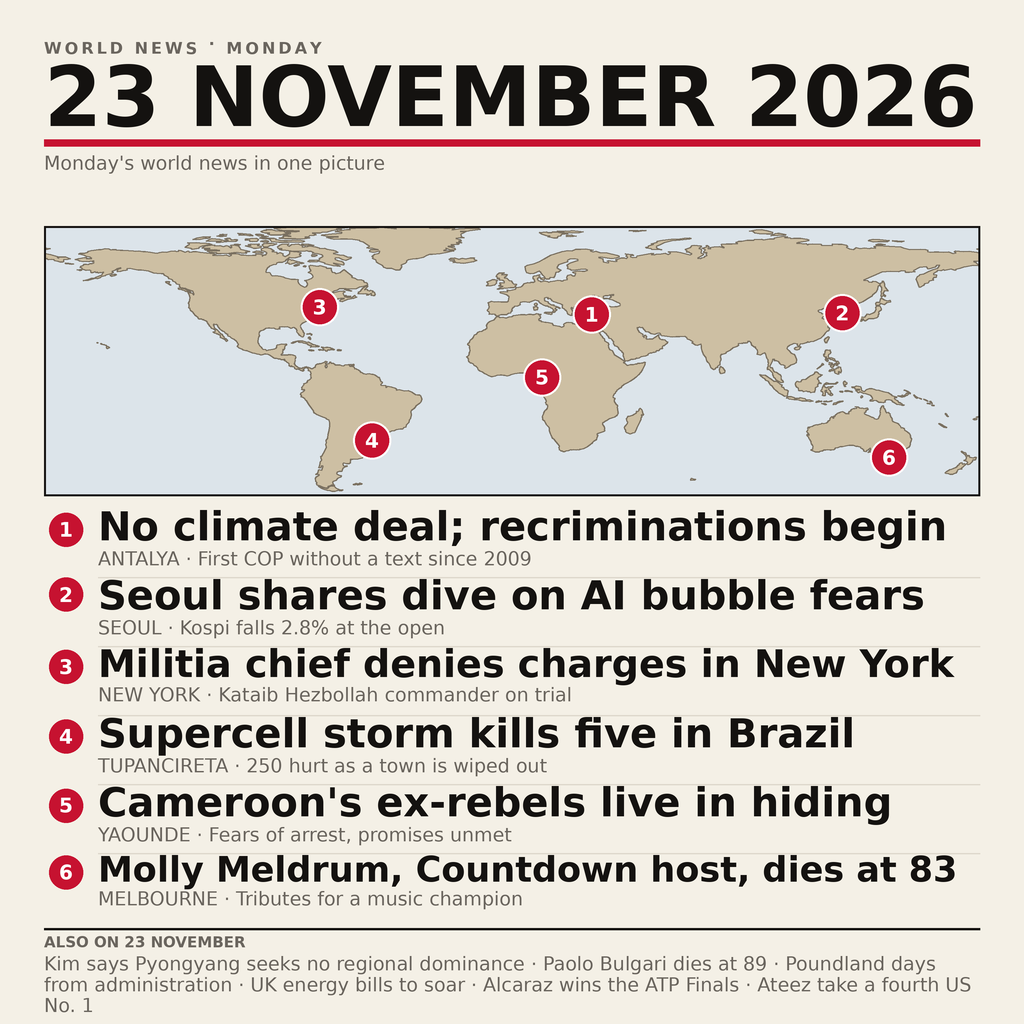 WORLD NEWS · MONDAY
23 NOVEMBER 2026
Monday's world news in one picture
3
1
2
5
4
6
1 No climate deal; recriminations begin
ANTALYA · First COP without a text since 2009
2 Seoul shares dive on AI bubble fears
SEOUL · Kospi falls 2.8% at the open
3 Militia chief denies charges in New York
NEW YORK · Kataib Hezbollah commander on trial
4 Supercell storm kills five in Brazil
TUPANCIRETA · 250 hurt as a town is wiped out
5 Cameroon's ex-rebels live in hiding
YAOUNDE · Fears of arrest, promises unmet
6 Molly Meldrum, Countdown host, dies at 83
MELBOURNE · Tributes for a music champion
ALSO ON 23 NOVEMBER
Kim says Pyongyang seeks no regional dominance · Paolo Bulgari dies at 89 · Poundland days
from administration · UK energy bills to soar · Alcaraz wins the ATP Finals · Ateez take a fourth US
No. 1